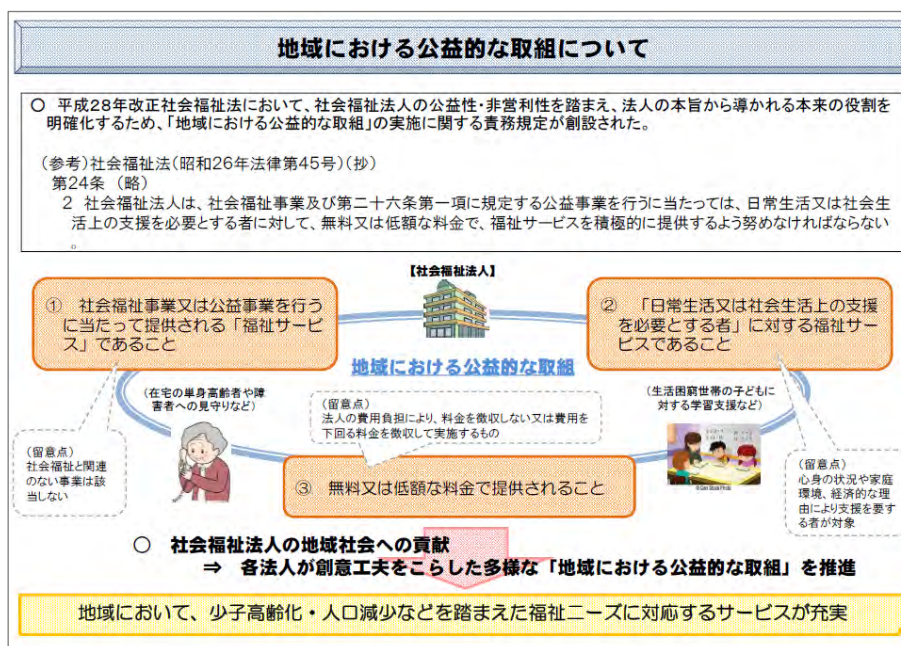 地域における公益的な取組について
○ 平成28年改正社会福祉法において、社会福祉法人の公益性・非営利性を踏まえ、法人の本旨から導かれる本来の役割を
明確化するため、「地域における公益的な取組」の実施に関する責務規定が創設された。
(参考)社会福祉法(昭和26年法律第45号)(抄)
第24条 (略)
2 社会福祉法人は、社会福祉事業及び第二十六条第一項に規定する公益事業を行うに当たっては、日常生活又は社会生
活上の支援を必要とする者に対して、無料又は低額な料金で、福祉サービスを積極的に提供するよう努めなければならない
。
【社会福祉法人】
① 社会福祉事業又は公益事業を行う
に当たって提供される「福祉サービ
ス」であること
② 「日常生活又は社会生活上の支援
を必要とする者」に対する福祉サー
ビスであること
地域における公益的な取組
(在宅の単身高齢者や障
害者への見守りなど)
(留意点)
法人の費用負担により、料金を徴収しない又は費用を
下回る料金を徴収して実施するもの
(生活困窮世帯の子どもに
対する学習支援など)
(留意点)
社会福祉と関連
のない事業は該
当しない
(留意点)
心身の状況や家庭
環境、経済的な理
由により支援を要す
る者が対象
③ 無料又は低額な料金で提供されること
○ 社会福祉法人の地域社会への貢献
⇒ 各法人が創意工夫をこらした多様な「地域における公益的な取組」を推進
地域において、少子高齢化・人口減少などを踏まえた福祉ニーズに対応するサービスが充実